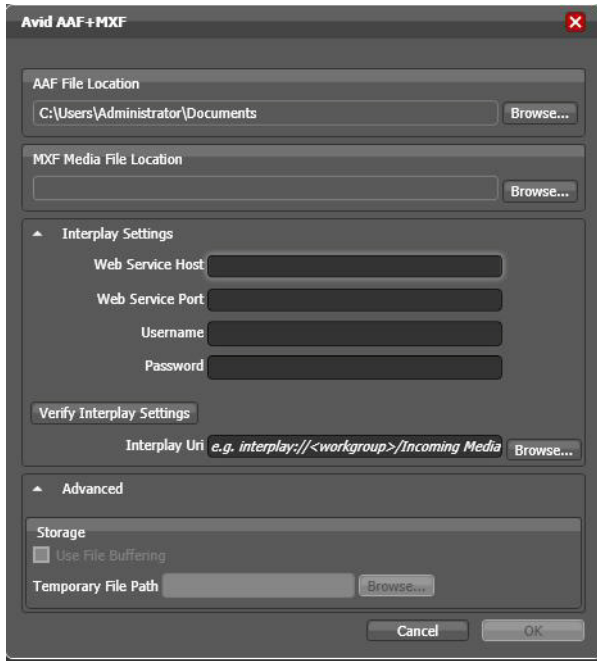 Avid AAF+MXF
AAF File Location
C:\Users\Administrator\Documents
Browse...
MXF Media File Location
Browse...
Interplay Settings
Web Service Host
Web Service Port
Username
Password
Verify Interplay Settings
Interplay Uri e.g. interplay://<workgroup>/Incoming Media Browse...
Advanced
Storage
Use File Buffering
Temporary File Path Browse...
Cancel OK